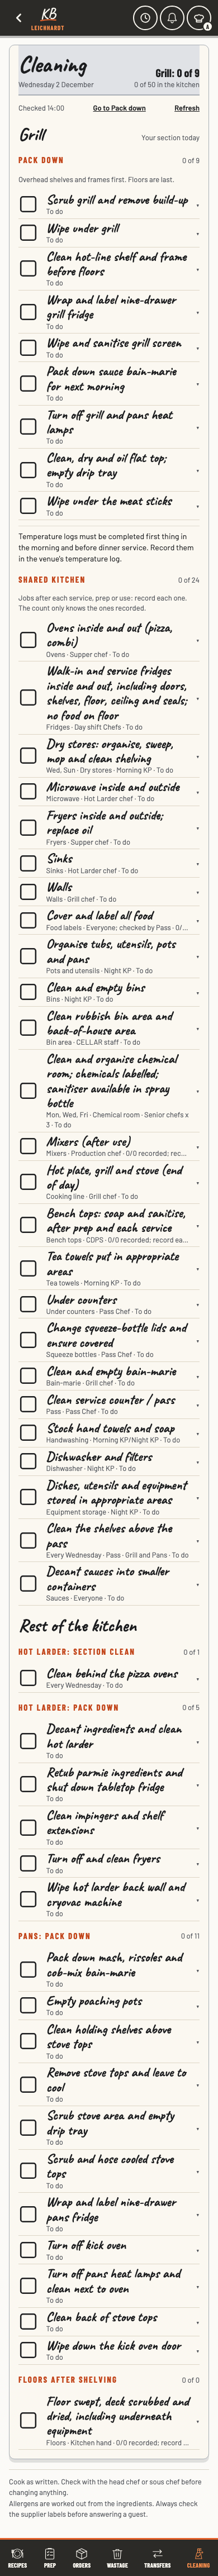 KB
LEICHHARDT
Cleaning
Grill: 0 of 9
Wednesday 2 December
0 of 50 in the kitchen
Checked 14:00
Go to Pack down
Refresh
Grill
Your section today
PACK DOWN
0 of 9
Overhead shelves and frames first. Floors are last.
Scrub grill and remove build-up
To do
Wipe under grill
To do
Clean hot-line shelf and frame
before floors
To do
Wrap and label nine-drawer
grill fridge
To do
Wipe and sanitise grill screen
To do
Pack down sauce bain-marie
for next morning
To do
Turn off grill and pans heat
lamps
To do
Clean, dry and oil flat top;
empty drip tray
To do
Wipe under the meat sticks
To do
Temperature logs must be completed first thing in
the morning and before dinner service. Record them
in the venue's temperature log.
SHARED KITCHEN
0 of 24
Jobs after each service, prep or use: record each one.
The count only knows the ones recorded.
Ovens inside and out (pizza,
combi)
Ovens · Supper chef · To do
Walk-in and service fridges
inside and out, including doors,
shelves, floor, ceiling and seals;
no food on floor
Fridges · Day shift Chefs · To do
Dry stores: organise, sweep,
mop and clean shelving
Wed, Sun · Dry stores · Morning KP · To do
Microwave inside and outside
Microwave · Hot Larder chef · To do
Fryers inside and outside;
replace oil
Fryers · Supper chef · To do
Sinks
Sinks · Hot Larder chef · To do
Walls
Walls · Grill chef · To do
Cover and label all food
Food labels · Everyone; checked by Pass · 0/...
Organise tubs, utensils, pots
and pans
Pots and utensils · Night KP · To do
Clean and empty bins
Bins · Night KP · To do
Clean rubbish bin area and
back-of-house area
Bin area · CELLAR staff · To do
Clean and organise chemical
room; chemicals labelled;
sanitiser available in spray
bottle
Mon, Wed, Fri · Chemical room · Senior chefs x
3 · To do
Mixers (after use)
Mixers · Production chef · 0/0 recorded; rec...
Hot plate, grill and stove (end
of day)
Cooking line · Grill chef · To do
Bench tops: soap and sanitise,
after prep and each service
Bench tops · CDPS · 0/0 recorded; record ea...
Tea towels put in appropriate
areas
Tea towels · Morning KP · To do
Under counters
Under counters · Pass Chef · To do
Change squeeze-bottle lids and
ensure covered
Squeeze bottles · Pass Chef · To do
Clean and empty bain-marie
Bain-marie · Grill chef · To do
Clean service counter / pass
Pass · Pass Chef · To do
Stock hand towels and soap
Handwashing · Morning KP/Night KP · To do
Dishwasher and filters
Dishwasher · Night KP · To do
Dishes, utensils and equipment
stored in appropriate areas
Equipment storage · Night KP · To do
Clean the shelves above the
pass
Every Wednesday · Pass · Grill and Pans · To do
Decant sauces into smaller
containers
Sauces · Everyone · To do
Rest of the kitchen
HOT LARDER: SECTION CLEAN
0 of 1
Clean behind the pizza ovens
Every Wednesday · To do
HOT LARDER: PACK DOWN
0 of 5
Decant ingredients and clean
hot larder
To do
Retub parmie ingredients and
shut down tabletop fridge
To do
Clean impingers and shelf
extensions
To do
Turn off and clean fryers
To do
Wipe hot larder back wall and
cryovac machine
To do
PANS: PACK DOWN
0 of 11
Pack down mash, rissoles and
cob-mix bain-marie
To do
Empty poaching pots
To do
Clean holding shelves above
stove tops
To do
Remove stove tops and leave to
cool
To do
Scrub stove area and empty
drip tray
To do
Scrub and hose cooled stove
tops
To do
Wrap and label nine-drawer
pans fridge
To do
Turn off kick oven
To do
Turn off pans heat lamps and
clean next to oven
To do
Clean back of stove tops
To do
Wipe down the kick oven door
To do
FLOORS AFTER SHELVING
0 of 0
Floor swept, deck scrubbed and
dried, including underneath
equipment
Floors · Kitchen hand · 0/0 recorded; record ...
Cook as written. Check with the head chef or sous chef before
changing anything.
Allergens are worked out from the ingredients. Always check
the supplier labels before answering a guest.
RECIPES
PREP
ORDERS
WASTAGE
TRANSFERS
CLEANING